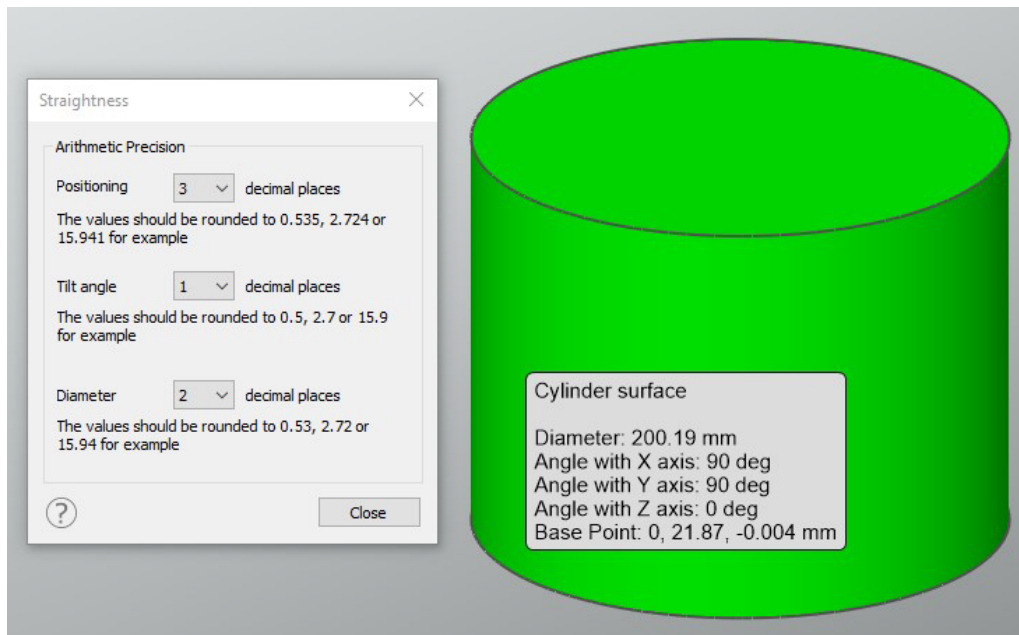 Straightness
Arithmetic Precision
Positioning 3 decimal places
The values should be rounded to 0.535, 2.724 or
15.941 for example
Tilt angle 1 decimal places
The values should be rounded to 0.5, 2.7 or 15.9
for example
Diameter 2 decimal places
The values should be rounded to 0.53, 2.72 or
15.94 for example
?
Close
Cylinder surface
Diameter: 200.19 mm
Angle with X axis: 90 deg
Angle with Y axis: 90 deg
Angle with Z axis: 0 deg
Base Point: 0, 21.87, -0.004 mm